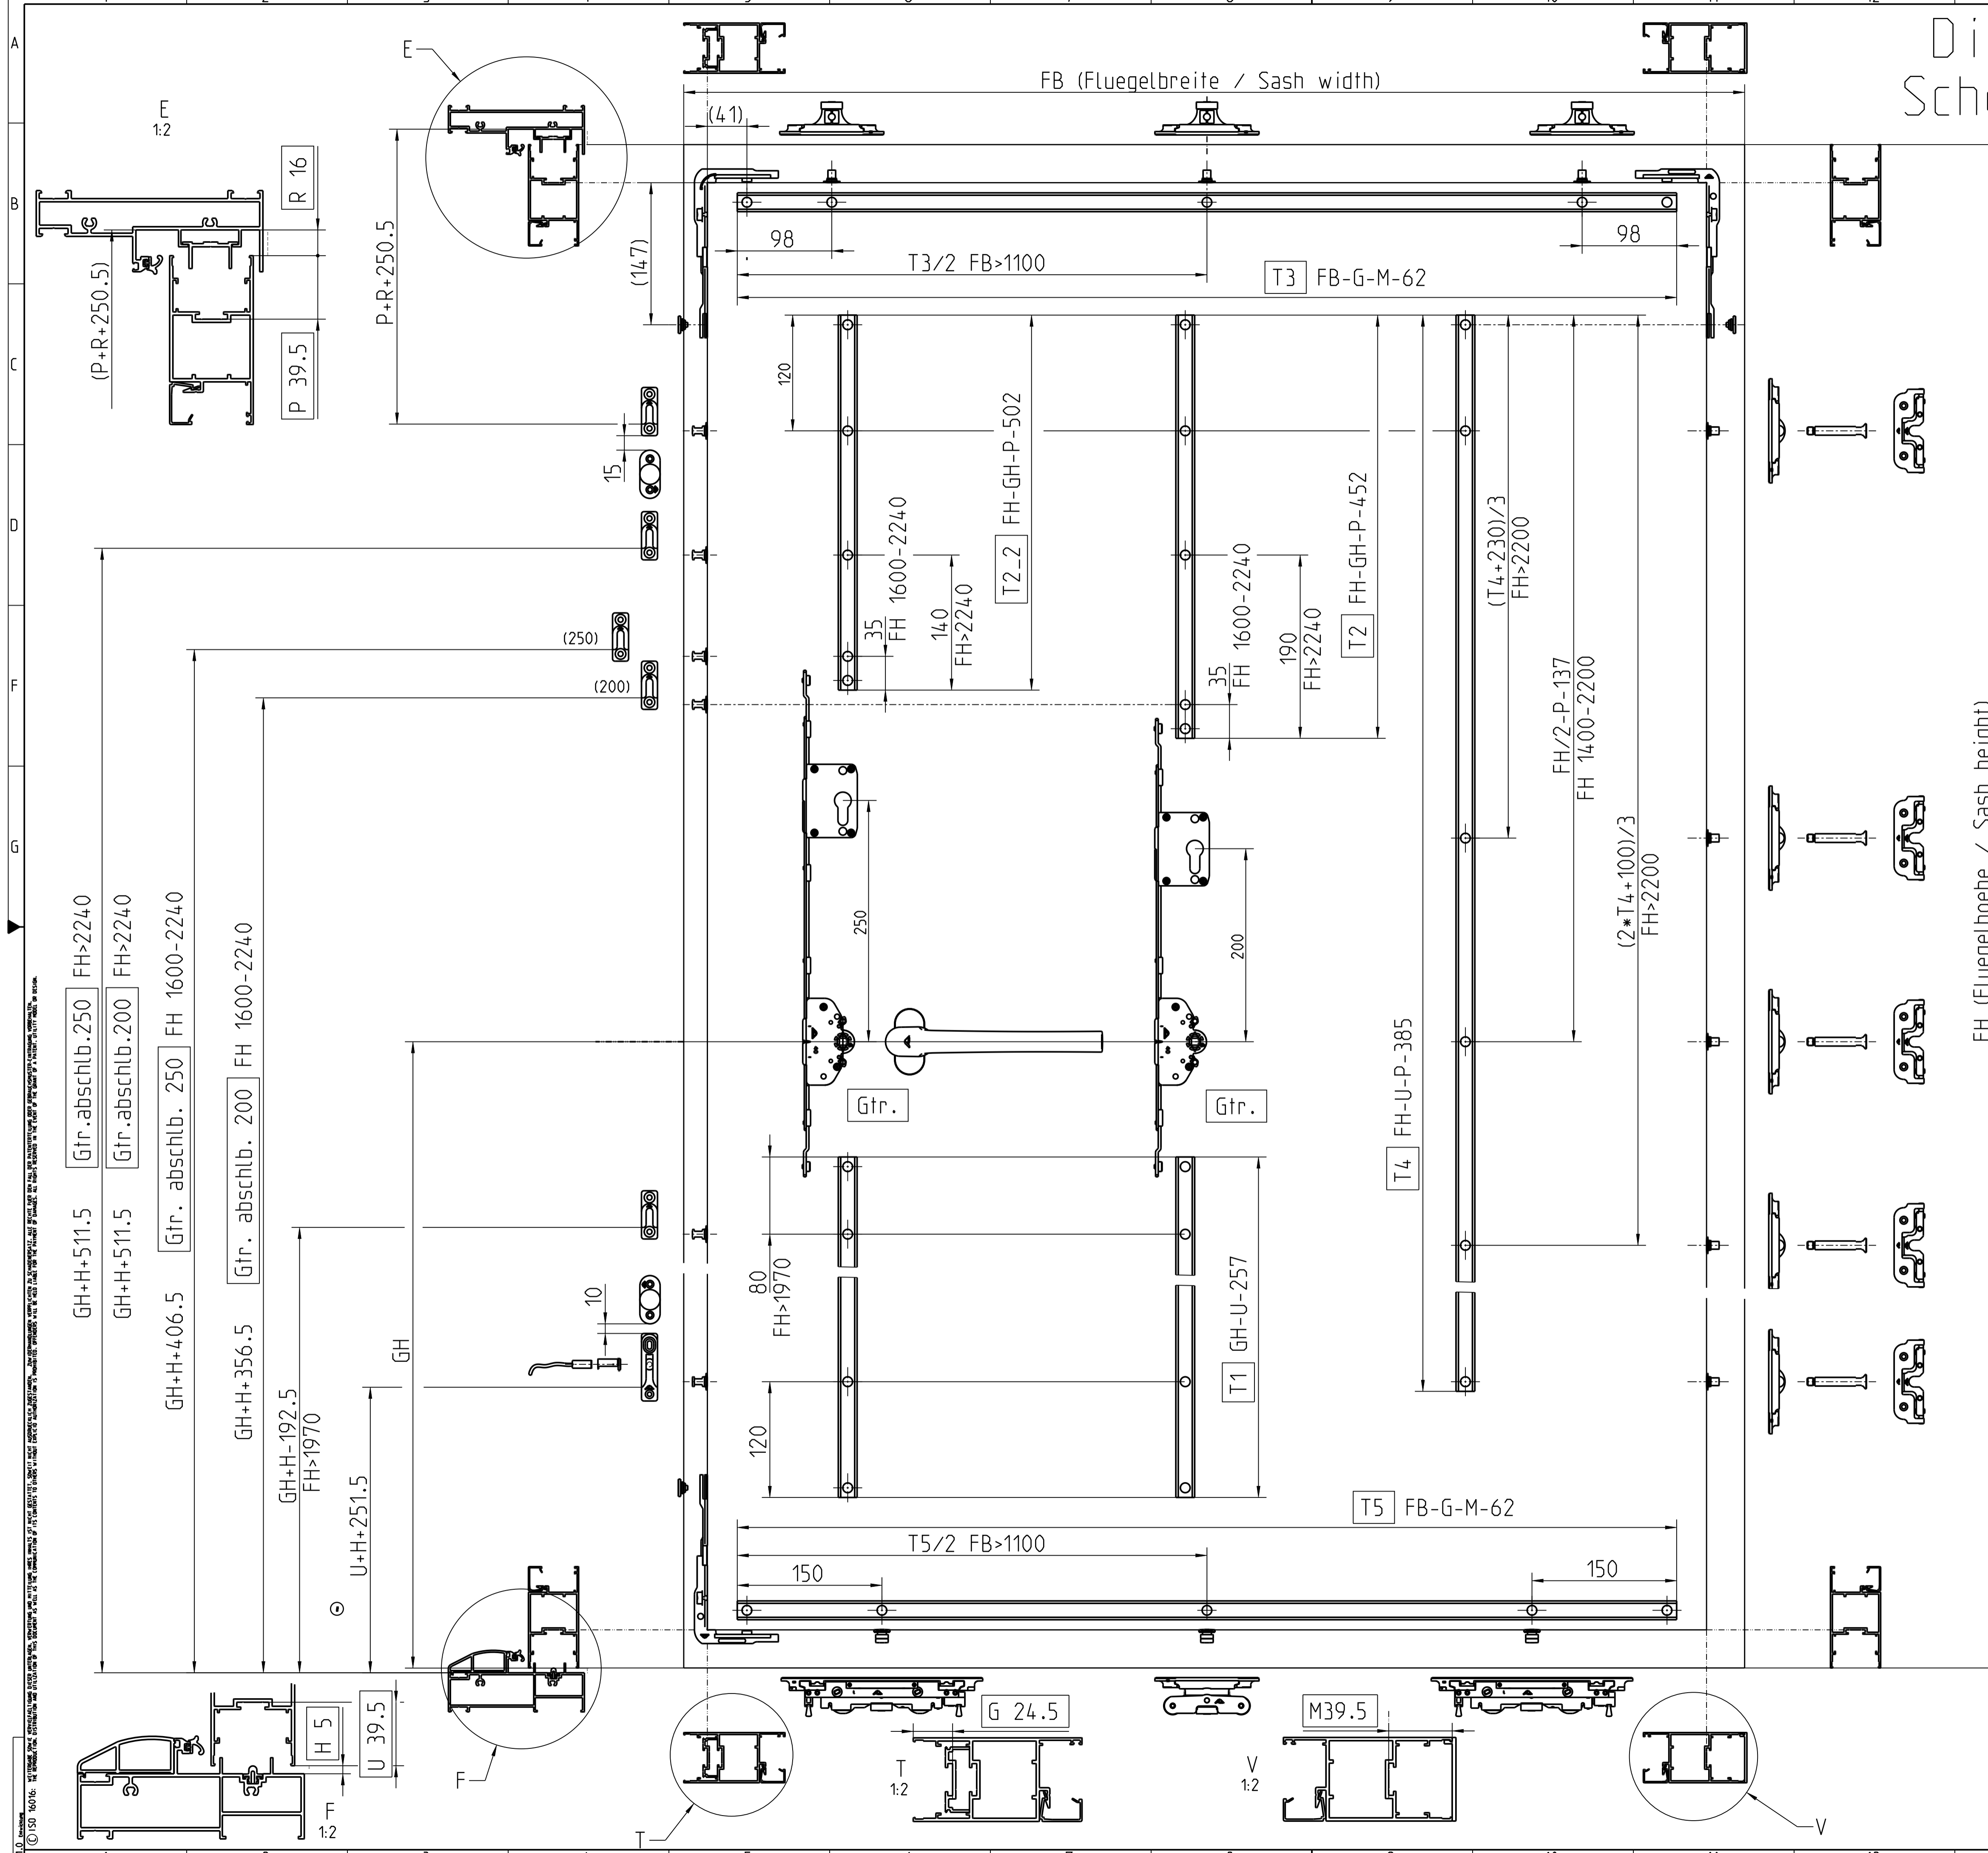 A
B
C
D
F
G
Di
Sch
E
1:2
E
R 16
P 39.5
(P+R+250.5)
P+R+250.5
(41)
(147)
FB (Fluegelbreite / Sash width)
98
98
T3/2 FB>1100
T3 FB-G-M-62
120
15
T2_2 FH-GH-P-502
35
FH 1600-2240
140
FH>2240
T2 FH-GH-P-452
35
FH 1600-2240
190
FH>2240
(T4+230)/3
FH>2200
FH/2-P-137
FH 1400-2200
(2*T4+100)/3
FH>2200
T4 FH-U-P-385
FH (Fluegelhoehe / Sash height)
(250)
(200)
250
200
Gtr.
Gtr.
GH+H+511.5 Gtr.abschlb.250 FH>2240
GH+H+511.5 Gtr.abschlb.200 FH>2240
GH+H+406.5 Gtr. abschlb. 250 FH 1600-2240
GH+H+356.5 Gtr. abschlb. 200 FH 1600-2240
GH+H-192.5
FH>1970
U+H+251.5
GH
10
80
FH>1970
120
T1 GH-U-257
T5 FB-G-M-62
T5/2 FB>1100
150
150
H 5
U 39.5
F
1:2
F
T
T
1:2
G 24.5
V
1:2
M39.5
V
© ISO 16016: